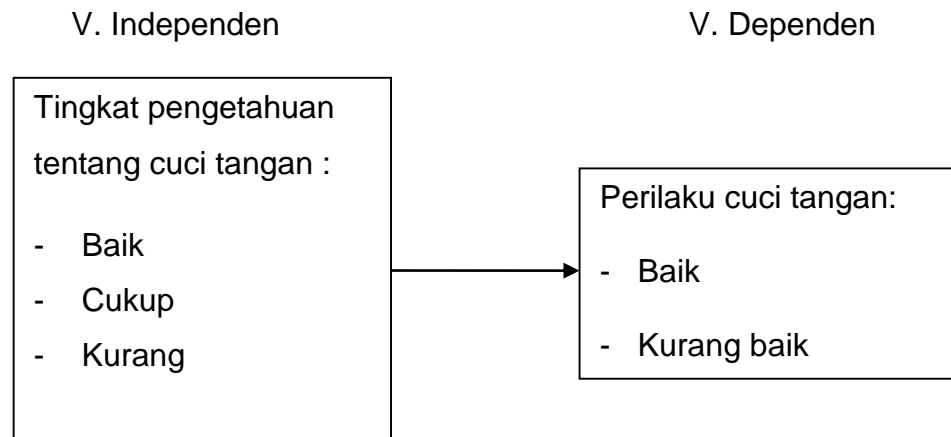 V. Independen
V. Dependen
Tingkat pengetahuan
tentang cuci tangan :
- Baik
- Cukup
- Kurang
Perilaku cuci tangan:
- Baik
- Kurang baik